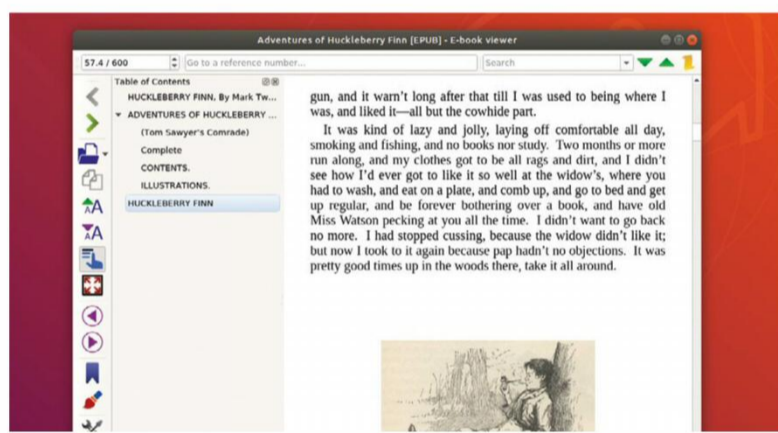 Adventures of Huckleberry Finn [EPUB] - E-book viewer
57.4 / 600
Go to a reference number...
Search
Table of Contents
HUCKLEBERRY FINN, By Mark Tw...
ADVENTURES OF HUCKLEBERRY ...
(Tom Sawyer's Comrade)
Complete
CONTENTS.
ILLUSTRATIONS.
HUCKLEBERRY FINN
gun, and it warn't long after that till I was used to being where I
was, and liked it—all but the cowhide part.
It was kind of lazy and jolly, laying off comfortable all day,
smoking and fishing, and no books nor study. Two months or more
run along, and my clothes got to be all rags and dirt, and I didn't
see how I'd ever got to like it so well at the widow's, where you
had to wash, and eat on a plate, and comb up, and go to bed and get
up regular, and be forever bothering over a book, and have old
Miss Watson pecking at you all the time. I didn't want to go back
no more. I had stopped cussing, because the widow didn't like it;
but now I took to it again because pap hadn't no objections. It was
pretty good times up in the woods there, take it all around.